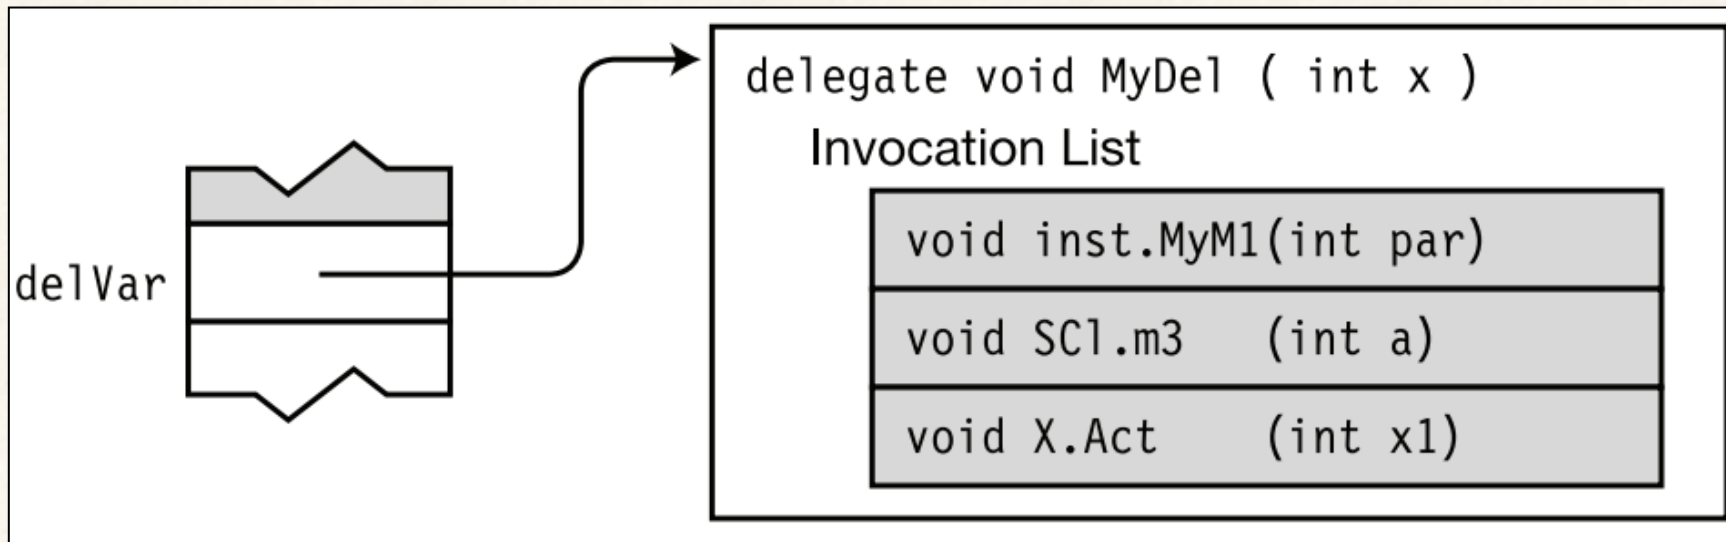 delegate void MyDel ( int x )
Invocation List
void inst.MyM1(int par)
delVar
void SCl.m3 (int a)
void X.Act (int x1)